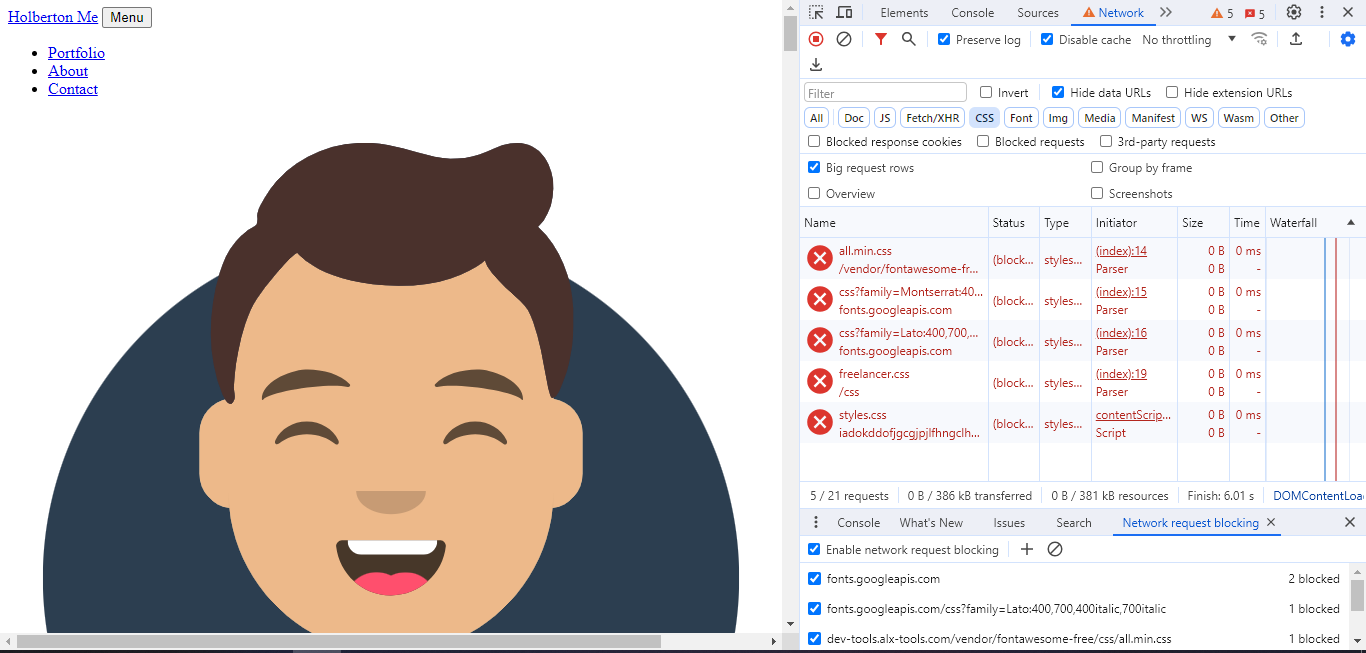 Holberton Me Menu
Portfolio
About
Contact
Elements Console Sources Network 5 5
Preserve log Disable cache No throttling
Filter Invert Hide data URLs Hide extension URLs
All Doc JS Fetch/XHR CSS Font Img Media Manifest WS Wasm Other
Blocked response cookies Blocked requests 3rd-party requests
Big request rows Group by frame
Overview Screenshots
Name Status Type Initiator Size Time Waterfall
all.min.css (block... styles... (index):14 0 B 0 ms
/vendor/fontawesome-fr... Parser 0 B -
css?family=Montserrat:40... (block... styles... (index):15 0 B 0 ms
fonts.googleapis.com Parser 0 B -
css?family=Lato:400,700,... (block... styles... (index):16 0 B 0 ms
fonts.googleapis.com Parser 0 B -
freelancer.css (block... styles... (index):19 0 B 0 ms
/css Parser 0 B -
styles.css (block... styles... contentScrip... 0 B 0 ms
iadokddofjgcgjpjlfhngclh... Script 0 B -
5 / 21 requests 0 B / 386 kB transferred 0 B / 381 kB resources Finish: 6.01 s DOMContentLoa
Console What's New Issues Search Network request blocking
Enable network request blocking
fonts.googleapis.com 2 blocked
fonts.googleapis.com/css?family=Lato:400,700,400italic,700italic 1 blocked
dev-tools.alx-tools.com/vendor/fontawesome-free/css/all.min.css 1 blocked